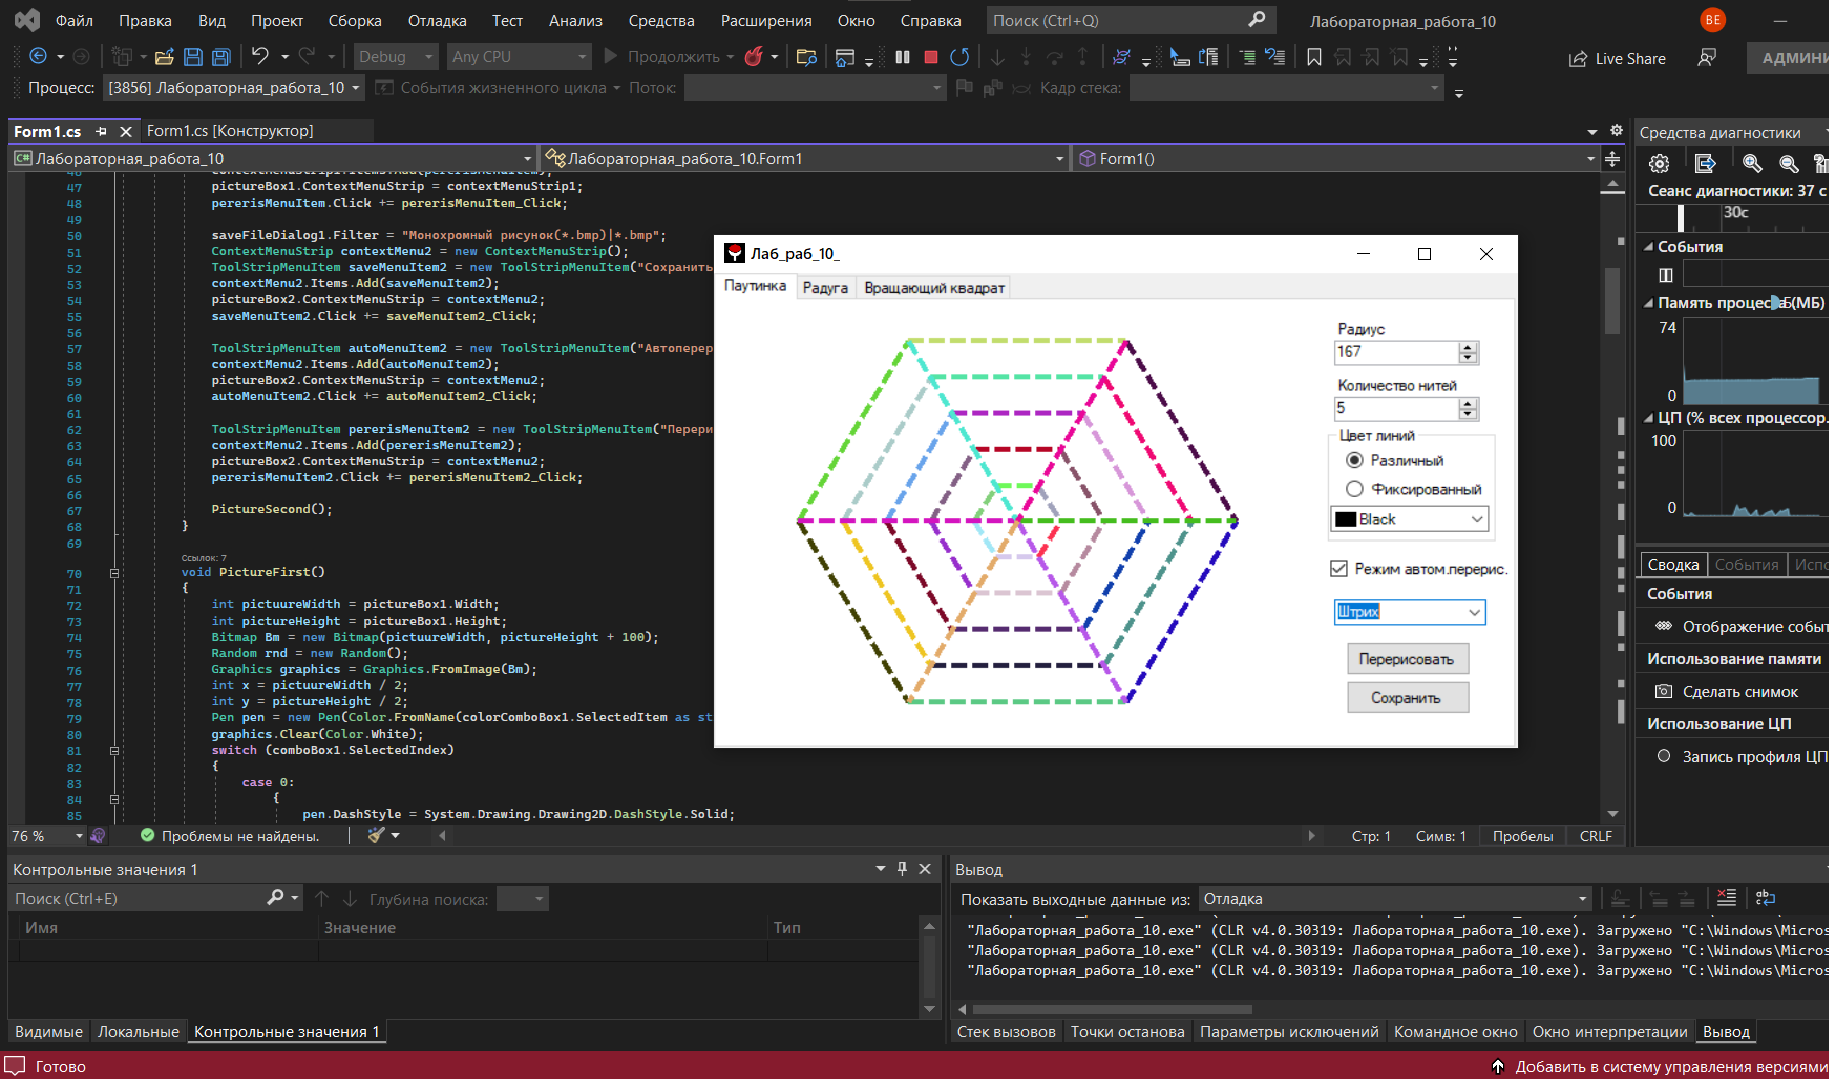 Файл Правка Вид Проект Сборка Отладка Тест Анализ Средства Расширения Окно Справка Поиск (Ctrl+Q) Лабораторная_работа_10 BE
Debug Any CPU Продолжить Live Share АДМИНИ
Процесс: [3856] Лабораторная_работа_10 События жизненного цикла Поток: Кадр стека:
Form1.cs Form1.cs [Конструктор]
C# Лабораторная_работа_10 Лабораторная_работа_10.Form1 Form1()
46 contextMenuStrip1.Items.Add(pererisMenuItem);
47 pictureBox1.ContextMenuStrip = contextMenuStrip1;
48 pererisMenuItem.Click += pererisMenuItem_Click;
49
50 saveFileDialog1.Filter = "Монохромный рисунок(*.bmp)|*.bmp";
51 ContextMenuStrip contextMenu2 = new ContextMenuStrip();
52 ToolStripMenuItem saveMenuItem2 = new ToolStripMenuItem("Сохранить
53 contextMenu2.Items.Add(saveMenuItem2);
54 pictureBox2.ContextMenuStrip = contextMenu2;
55 saveMenuItem2.Click += saveMenuItem2_Click;
56
57 ToolStripMenuItem autoMenuItem2 = new ToolStripMenuItem("Автоперер
58 contextMenu2.Items.Add(autoMenuItem2);
59 pictureBox2.ContextMenuStrip = contextMenu2;
60 autoMenuItem2.Click += autoMenuItem2_Click;
61
62 ToolStripMenuItem pererisMenuItem2 = new ToolStripMenuItem("Перери
63 contextMenu2.Items.Add(pererisMenuItem2);
64 pictureBox2.ContextMenuStrip = contextMenu2;
65 pererisMenuItem2.Click += pererisMenuItem2_Click;
66
67 PictureSecond();
68 }
69
Ссылок: 7
70 void PictureFirst()
71 {
72 int pictuureWidth = pictureBox1.Width;
73 int pictureHeight = pictureBox1.Height;
74 Bitmap Bm = new Bitmap(pictuureWidth, pictureHeight + 100);
75 Random rnd = new Random();
76 Graphics graphics = Graphics.FromImage(Bm);
77 int x = pictuureWidth / 2;
78 int y = pictureHeight / 2;
79 Pen pen = new Pen(Color.FromName(colorComboBox1.SelectedItem as st
80 graphics.Clear(Color.White);
81 switch (comboBox1.SelectedIndex)
82 {
83 case 0:
84 {
85 pen.DashStyle = System.Drawing.Drawing2D.DashStyle.Solid;
76 % Проблемы не найдены. Стр: 1 Симв: 1 Пробелы CRLF
Лаб_раб_10_
Паутинка Радуга Вращающий квадрат
Радиус
167
Количество нитей
5
Цвет линий
Различный
Фиксированный
Black
Режим автом.перерис.
Штрих
Перерисовать
Сохранить
Средства диагностики
Сеанс диагностики: 37 с
30с
События
Память процесса Б(МБ)
74
0
ЦП (% всех процессор.
100
0
Сводка События Испо
События
Отображение событ
Использование памяти
Сделать снимок
Использование ЦП
Запись профиля ЦП
Контрольные значения 1
Поиск (Ctrl+E) Глубина поиска:
Имя Значение Тип
Видимые Локальные Контрольные значения 1
Вывод
Показать выходные данные из: Отладка
"Лабораторная_работа_10.exe" (CLR v4.0.30319: Лабораторная_работа_10.exe). Загружено "C:\Windows\Micros
"Лабораторная_работа_10.exe" (CLR v4.0.30319: Лабораторная_работа_10.exe). Загружено "C:\Windows\Micros
"Лабораторная_работа_10.exe" (CLR v4.0.30319: Лабораторная_работа_10.exe). Загружено "C:\Windows\Micros
Стек вызовов Точки останова Параметры исключений Командное окно Окно интерпретации Вывод
Готово Добавить в систему управления версиями